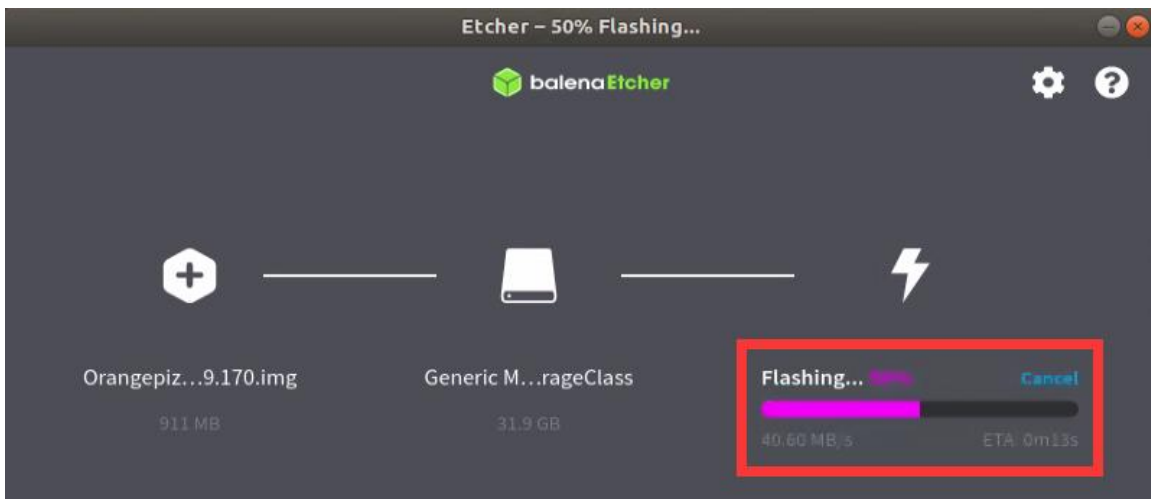 Etcher – 50% Flashing...
balenaEtcher
Orangepiz...9.170.img
911 MB
Generic M...rageClass
31.9 GB
Flashing... 50%
Cancel
40.60 MB/s
ETA: 0m13s